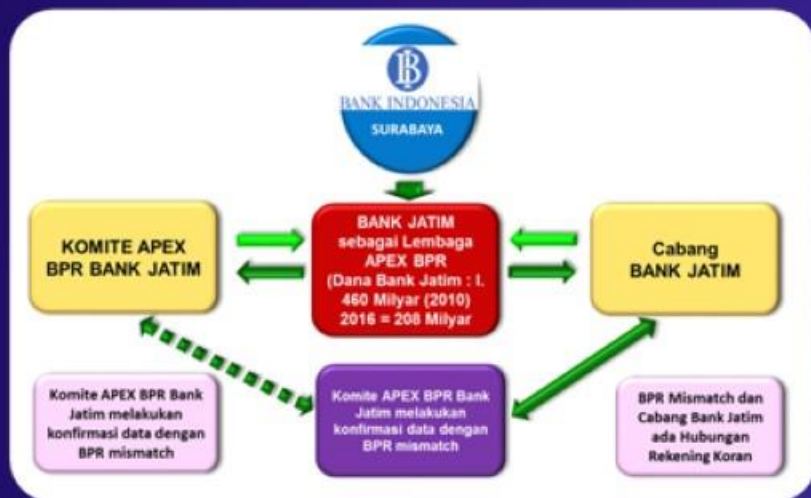 BANK INDONESIA
SURABAYA
KOMITE APEX
BPR BANK JATIM
BANK JATIM
sebagai Lembaga
APEX BPR
(Dana Bank Jatim : I.
460 Milyar (2010)
2016 = 208 Milyar
Cabang
BANK JATIM
Komite APEX BPR Bank
Jatim melakukan
konfirmasi data dengan
BPR mismatch
Komite APEX BPR Bank
Jatim melakukan
konfirmasi data dengan
BPR mismatch
BPR Mismatch dan
Cabang Bank Jatim
ada Hubungan
Rekening Koran